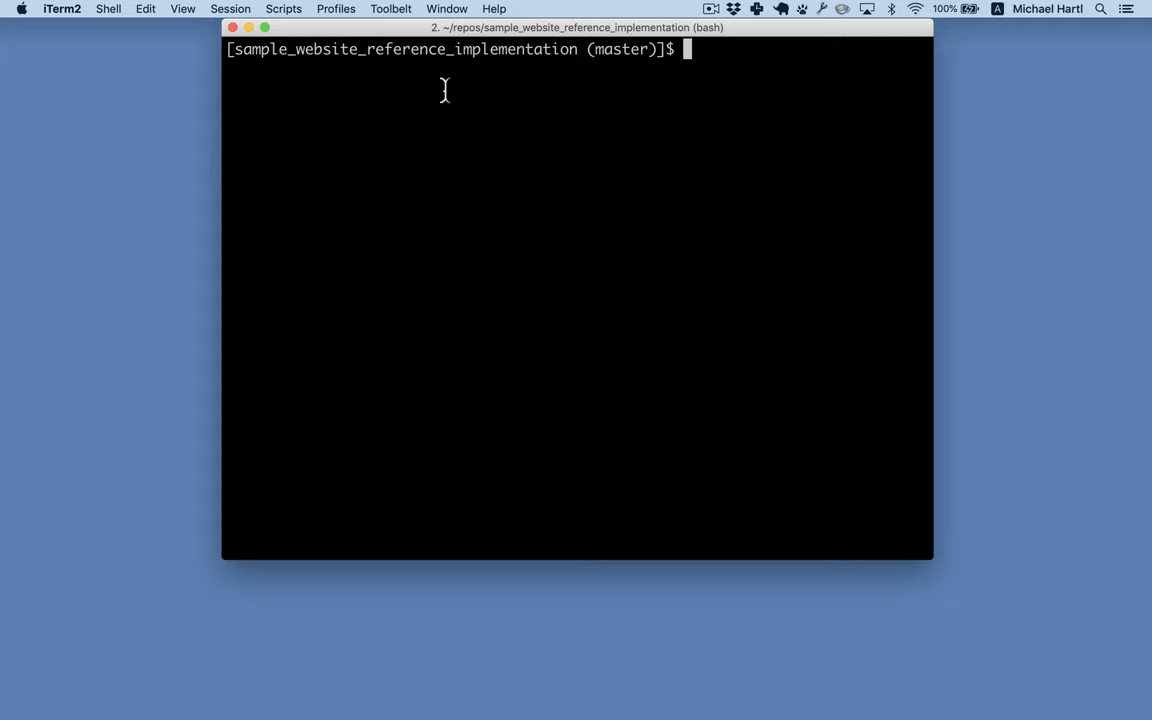 iTerm2 Shell Edit View Session Scripts Profiles Toolbelt Window Help 100% A Michael Hartl
2. ~/repos/sample_website_reference_implementation (bash)
[sample_website_reference_implementation (master)]$